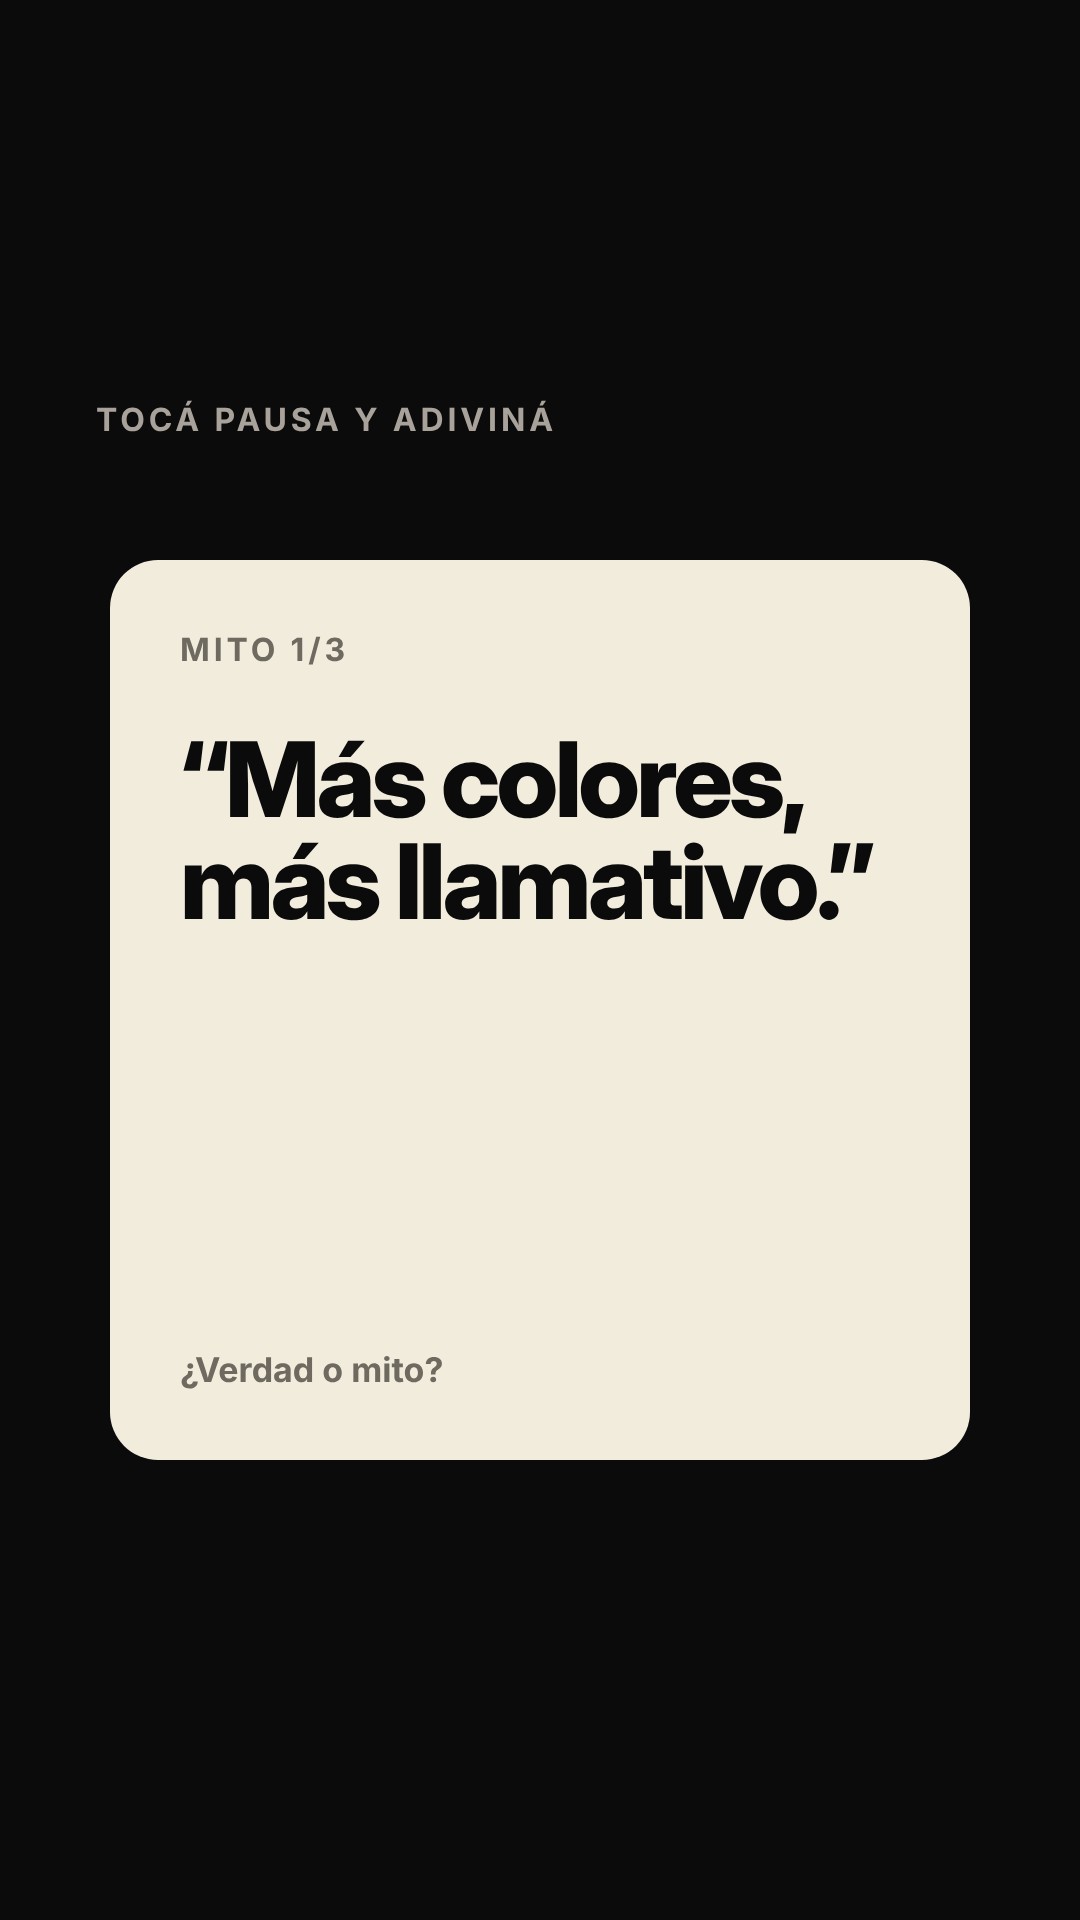 TOCÁ PAUSA Y ADIVINÁ
MITO 1/3
“Más colores,
más llamativo.”
¿Verdad o mito?